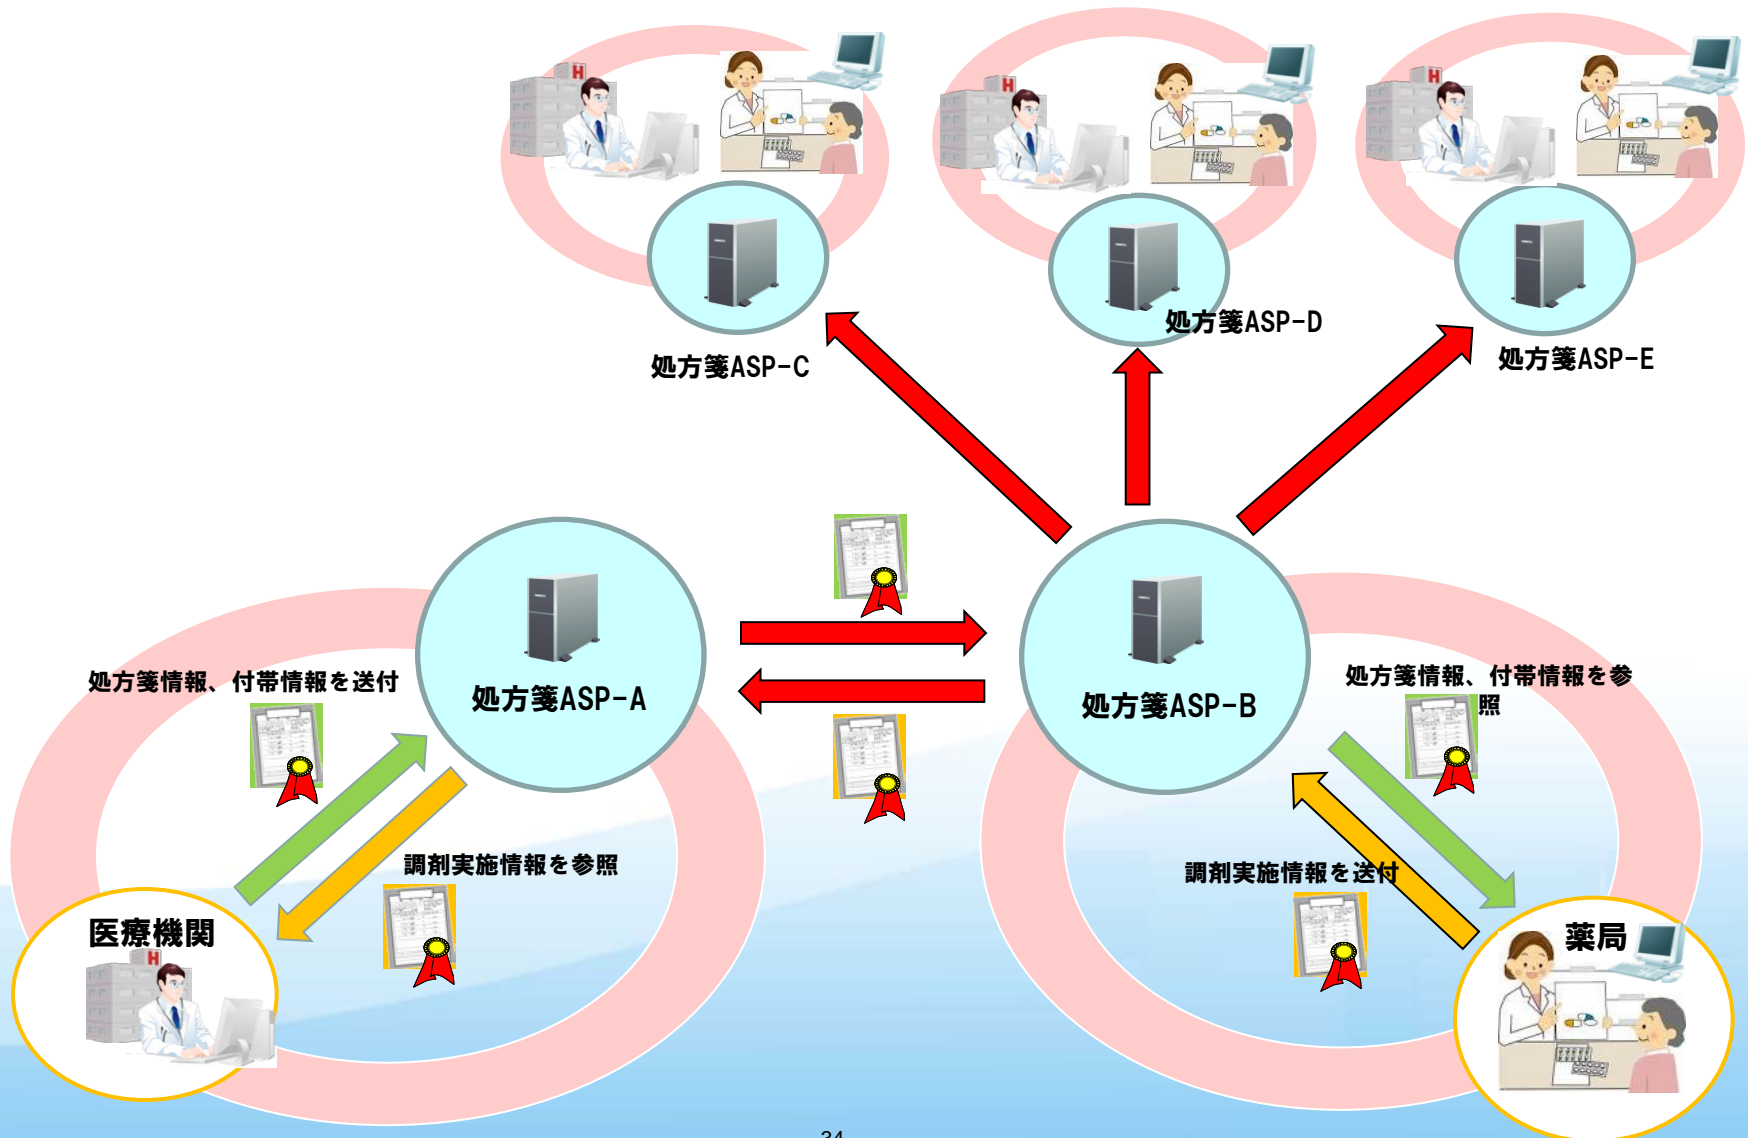 H
H
H
処方箋ASP-C
処方箋ASP-D
処方箋ASP-E
処方箋情報、付帯情報を送付
処方箋ASP-A
処方箋ASP-B
処方箋情報、付帯情報を参
照
調剤実施情報を参照
調剤実施情報を送付
医療機関
H
薬局
34